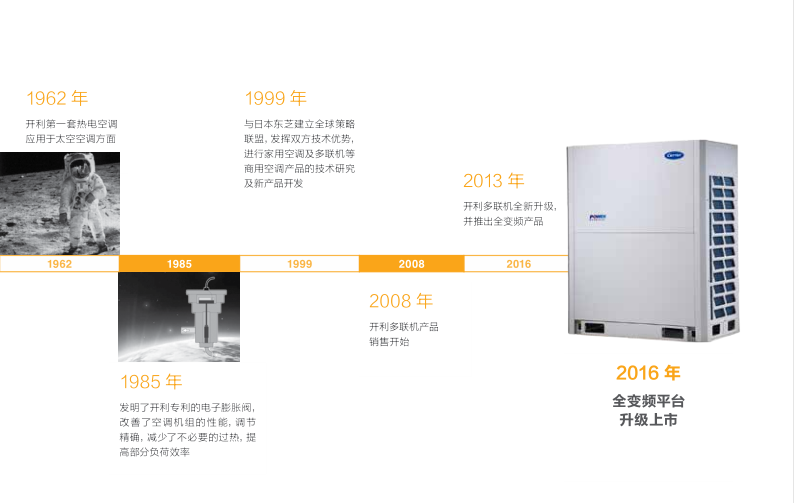 1962 年
开利第一套热电空调
应用于太空空调方面
1999 年
与日本东芝建立全球策略
联盟，发挥双方技术优势，
进行家用空调及多联机等
商用空调产品的技术研究
及新产品开发
2013 年
开利多联机全新升级，
并推出全变频产品
Carrier
POWER
1962
1985
1999
2008
2016
2008 年
开利多联机产品
销售开始
1985 年
发明了开利专利的电子膨胀阀，
改善了空调机组的性能，调节
精确，减少了不必要的过热，提
高部分负荷效率
2016 年
全变频平台
升级上市